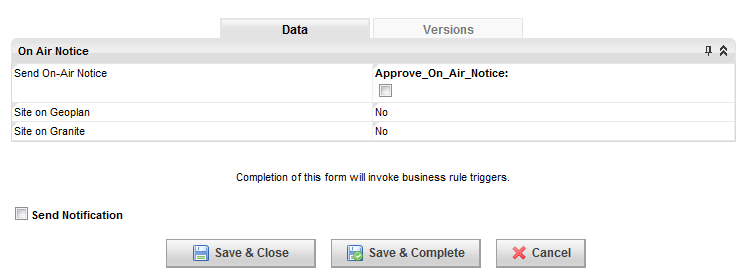 Data Versions
On Air Notice
Send On-Air Notice Approve_On_Air_Notice:
Site on Geoplan No
Site on Granite No
Completion of this form will invoke business rule triggers.
Send Notification
Save & Close Save & Complete Cancel